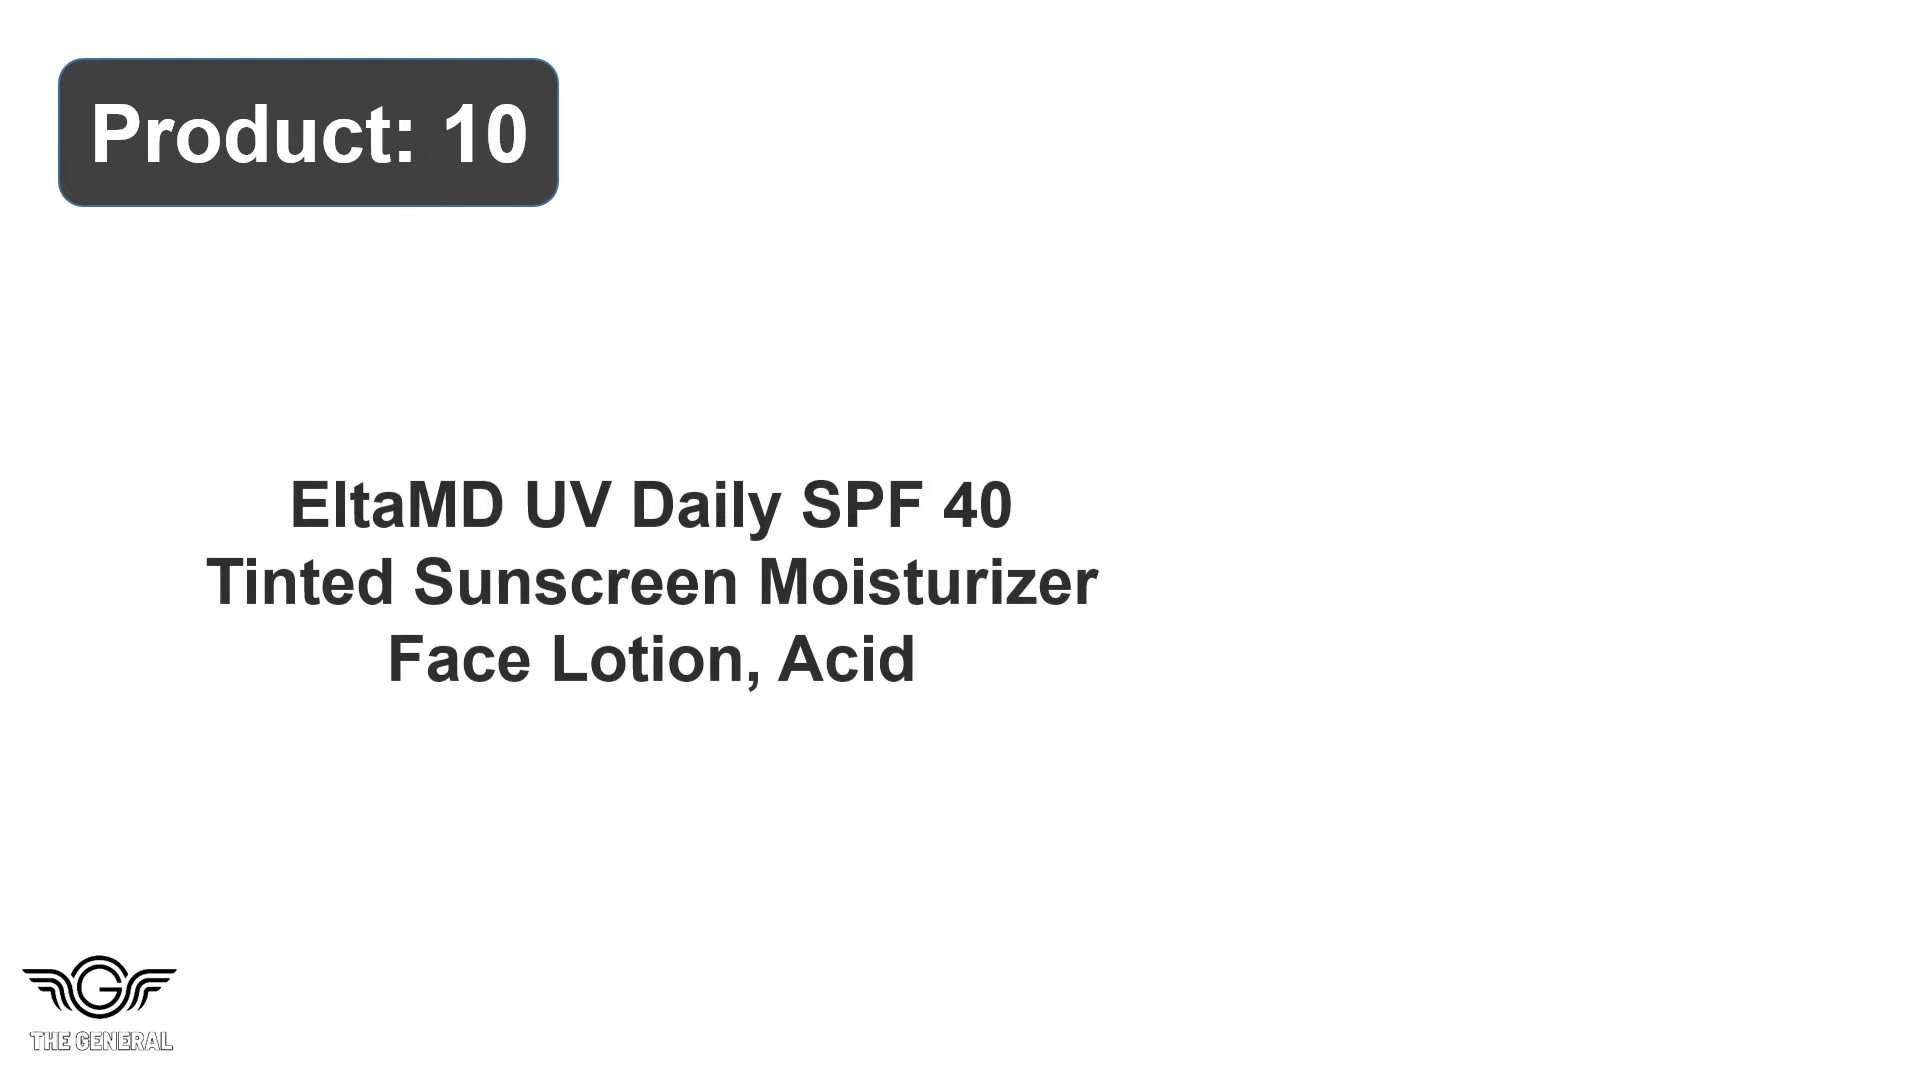 Product: 10
EltaMD UV Daily SPF 40
Tinted Sunscreen Moisturizer
Face Lotion, Acid
G
THE GENERAL